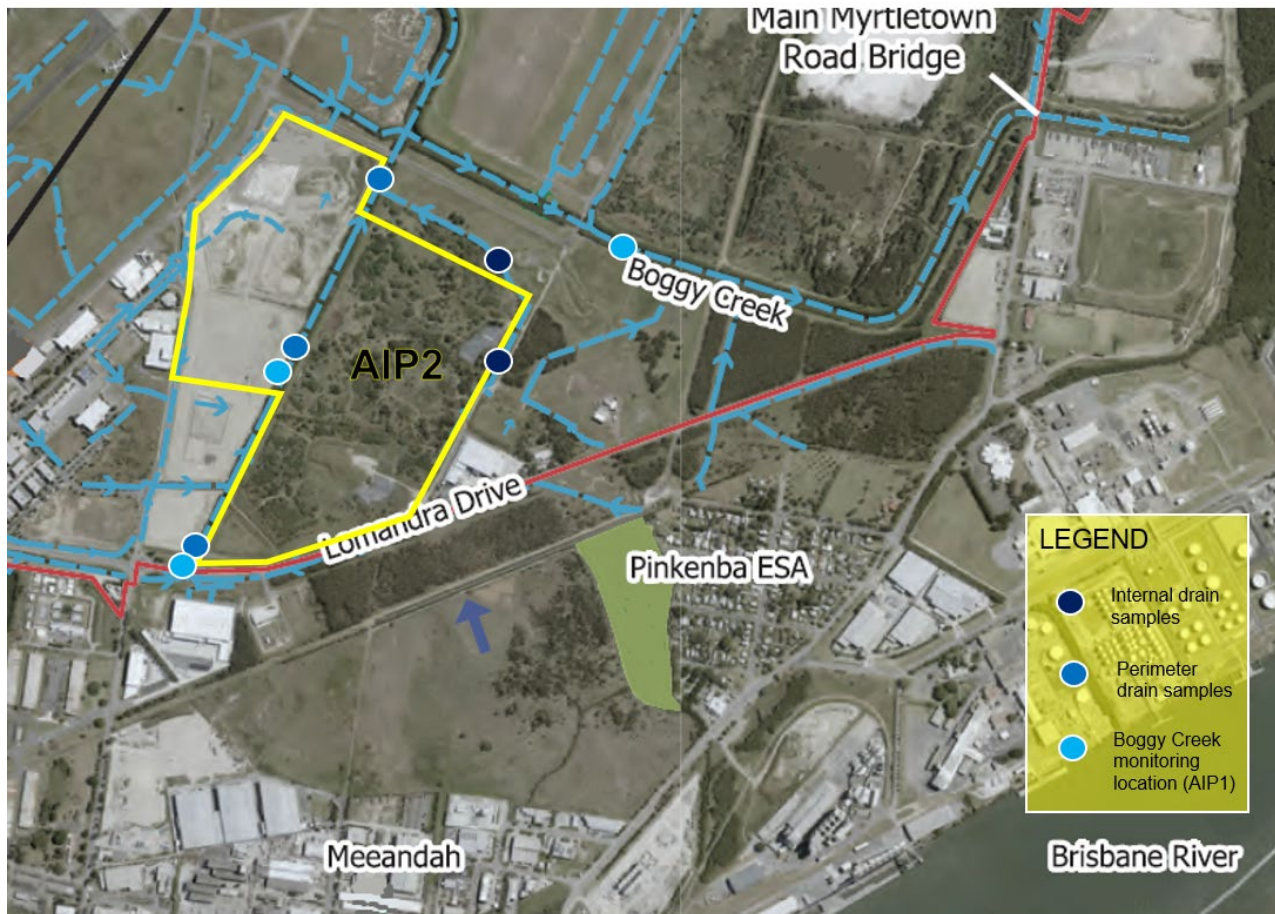 Main Myrtletown
Road Bridge
Boggy Creek
AIP2
Lomandra Drive
Pinkenba ESA
LEGEND
Internal drain
samples
Perimeter
drain samples
Boggy Creek
monitoring
location (AIP1)
Meeandah
Brisbane River